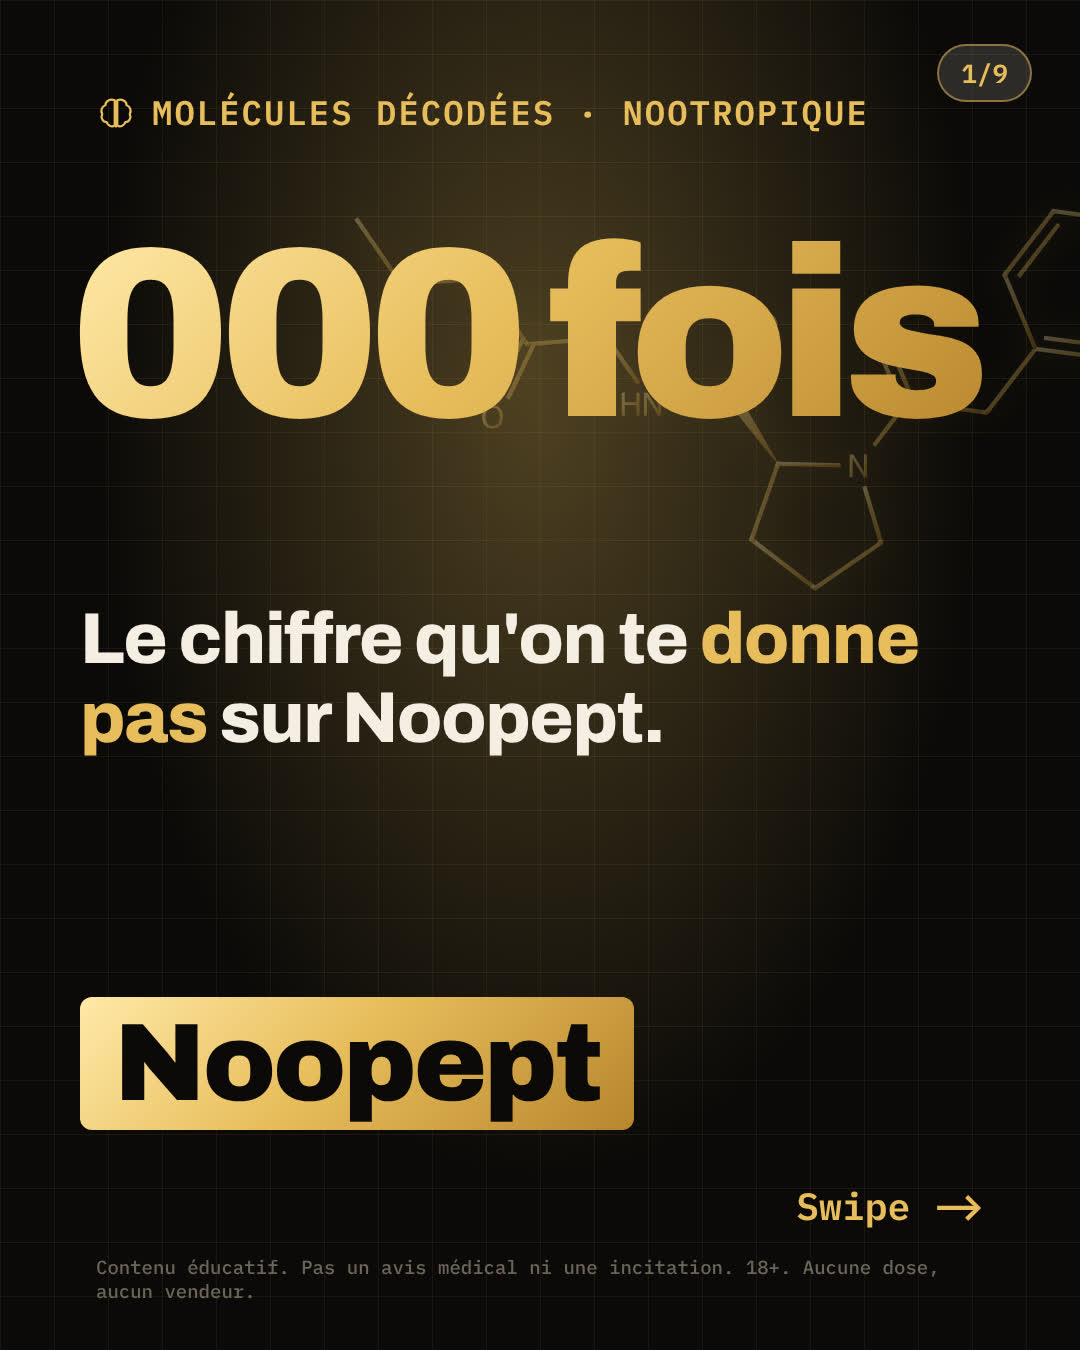 1/9
MOLÉCULES DÉCODÉES · NOOTROPIQUE
000 fois
O
HN
N
Le chiffre qu'on te donne
pas sur Noopept.
Noopept
Swipe →
Contenu éducatif. Pas un avis médical ni une incitation. 18+. Aucune dose,
aucun vendeur.